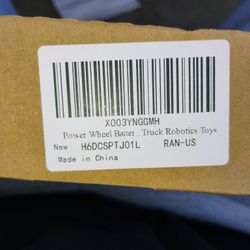 X003YNGGMH
Power Wheel Batter...Truck Robotics Toys
New H6DCSPTJ01L RAN-US
Made in China